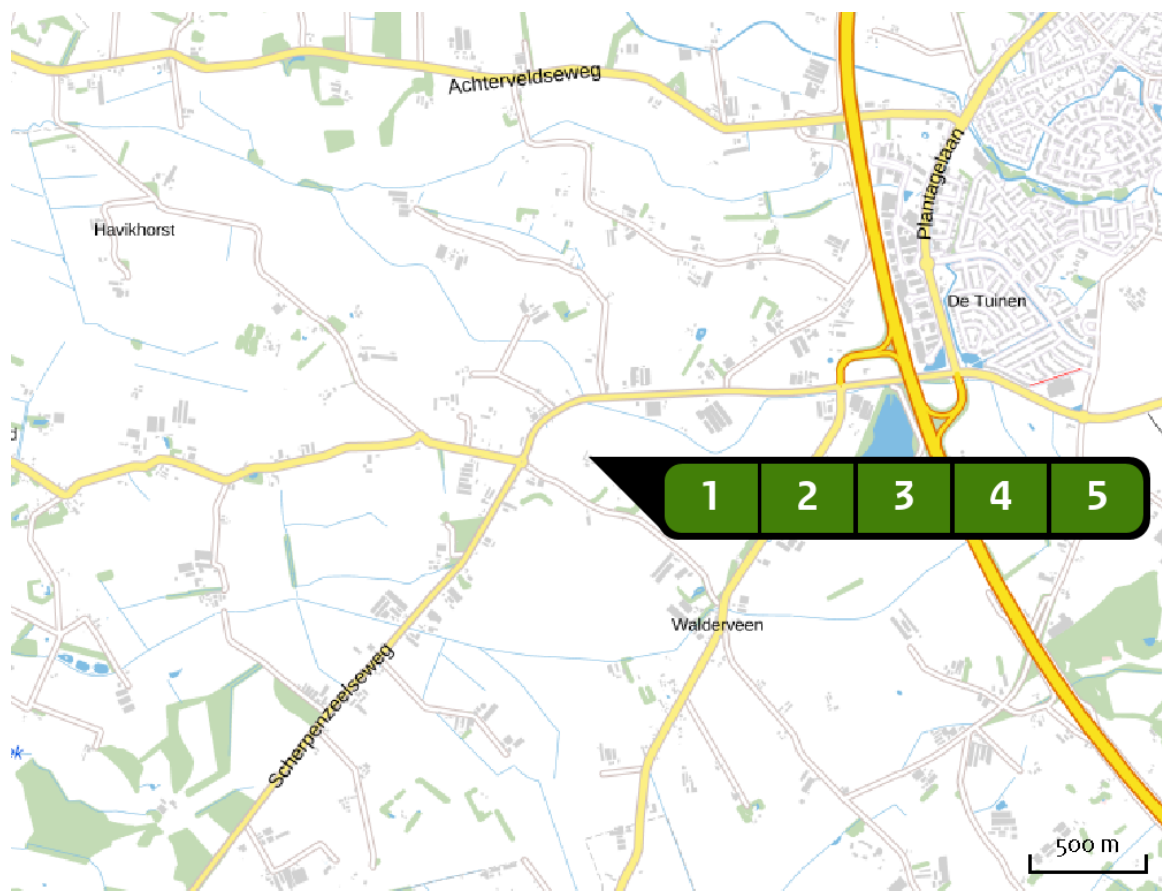 Achterveldseweg
Plantagelaan
Havikhorst
De Tuinen
1 2 3 4 5
Walderveen
Scherpenzeelseweg
500 m